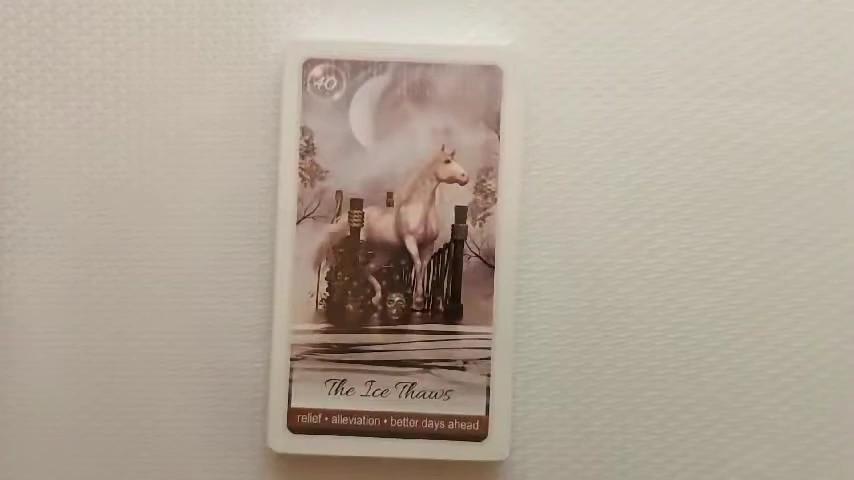 40
The Ice Thaws
relief • alleviation • better days ahead